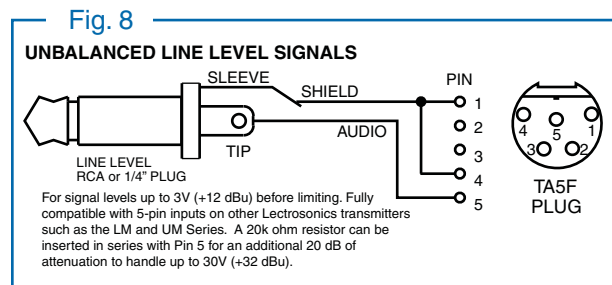 Fig. 8
UNBALANCED LINE LEVEL SIGNALS
SLEEVE
SHIELD
PIN
1
2
3
4
5
AUDIO
TIP
LINE LEVEL
RCA or 1/4" PLUG
4
5
1
3
2
TA5F
PLUG
For signal levels up to 3V (+12 dBu) before limiting. Fully
compatible with 5-pin inputs on other Lectrosonics transmitters
such as the LM and UM Series. A 20k ohm resistor can be
inserted in series with Pin 5 for an additional 20 dB of
attenuation to handle up to 30V (+32 dBu).